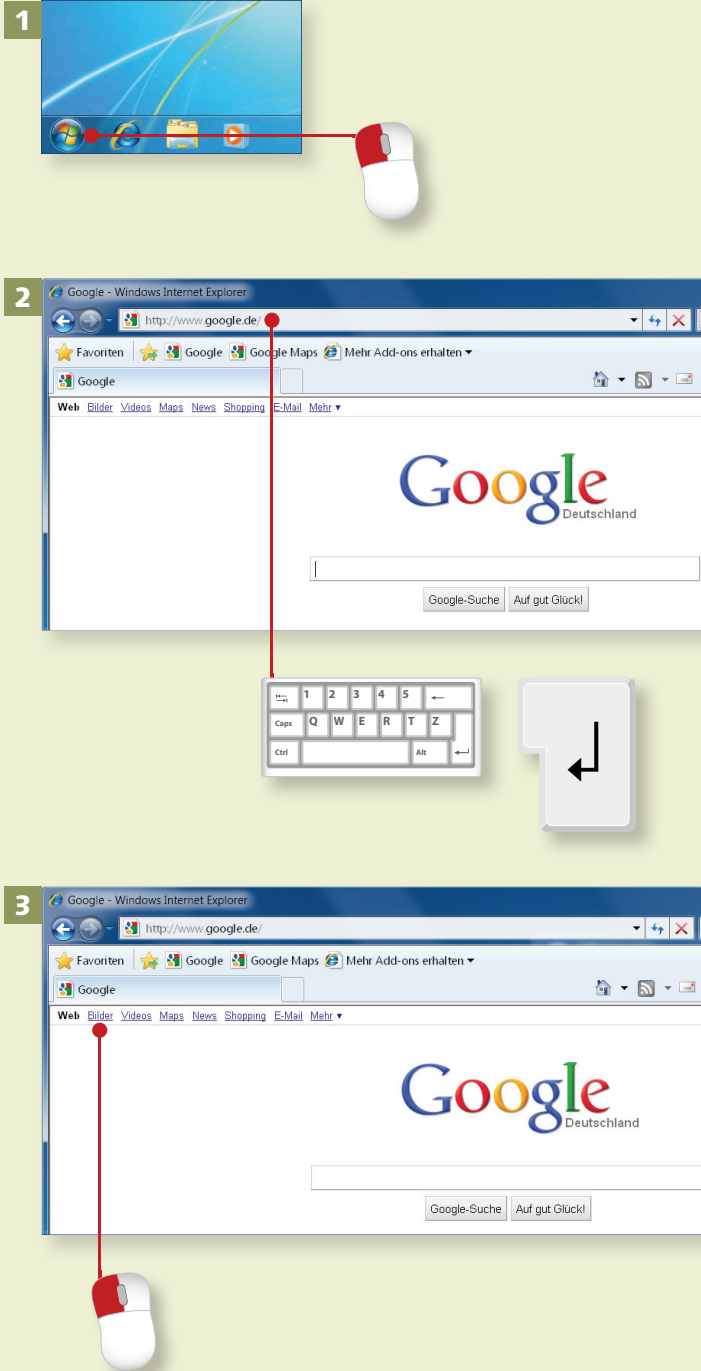 1
2
Google - Windows Internet Explorer
http://www.google.de/
Favoriten Google Google Maps Mehr Add-ons erhalten
Google
Web Bilder Videos Maps News Shopping E-Mail Mehr
Google
Deutschland
Google-Suche Auf gut Glück!
1 2 3 4 5
Caps Q W E R T Z
Ctrl Alt
3
Google - Windows Internet Explorer
http://www.google.de/
Favoriten Google Google Maps Mehr Add-ons erhalten
Google
Web Bilder Videos Maps News Shopping E-Mail Mehr
Google
Deutschland
Google-Suche Auf gut Glück!